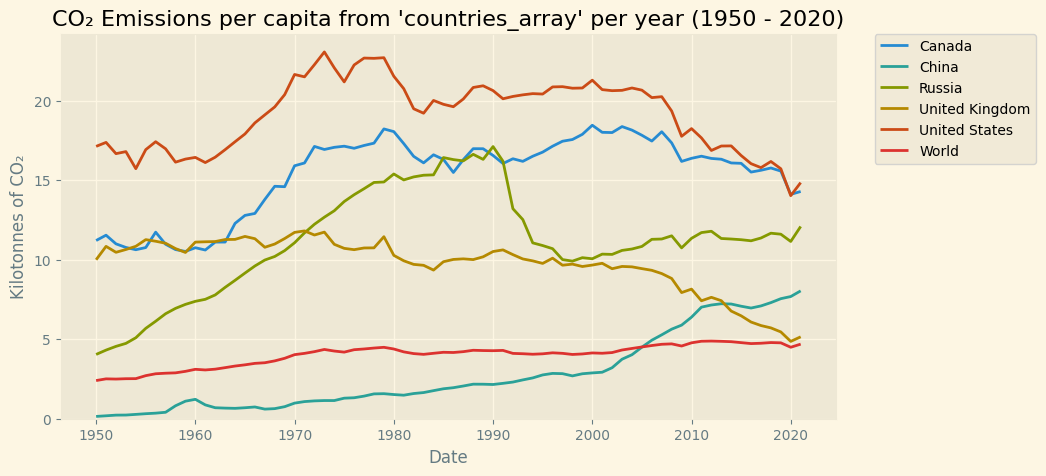 CO₂ Emissions per capita from 'countries_array' per year (1950 - 2020)
Kilotonnes of CO₂
20
15
10
5
0
1950 1960 1970 1980 1990 2000 2010 2020
Date
Canada
China
Russia
United Kingdom
United States
World